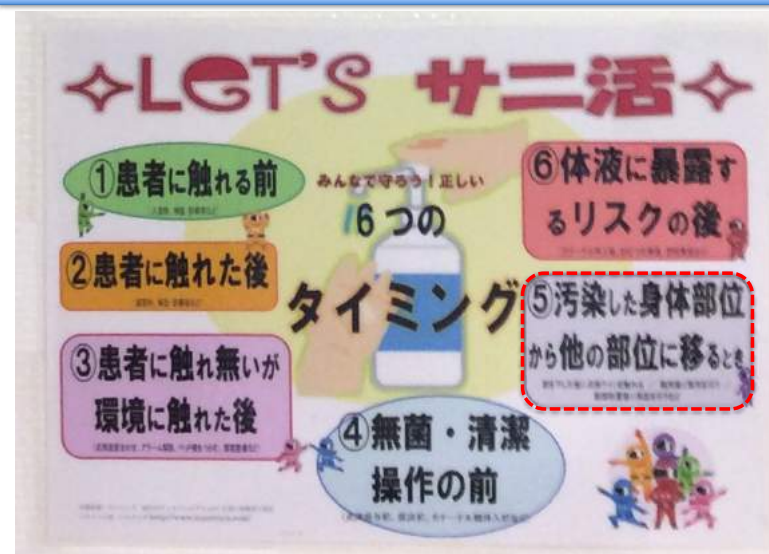 LET'S サニ活
みんなで守ろう！正しい
6つの
タイミング
①患者に触れる前
②患者に触れた後
③患者に触れ無いが
環境に触れた後
④無菌・清潔
操作の前
⑤汚染した身体部位
から他の部位に移るとき
⑥体液に暴露す
るリスクの後